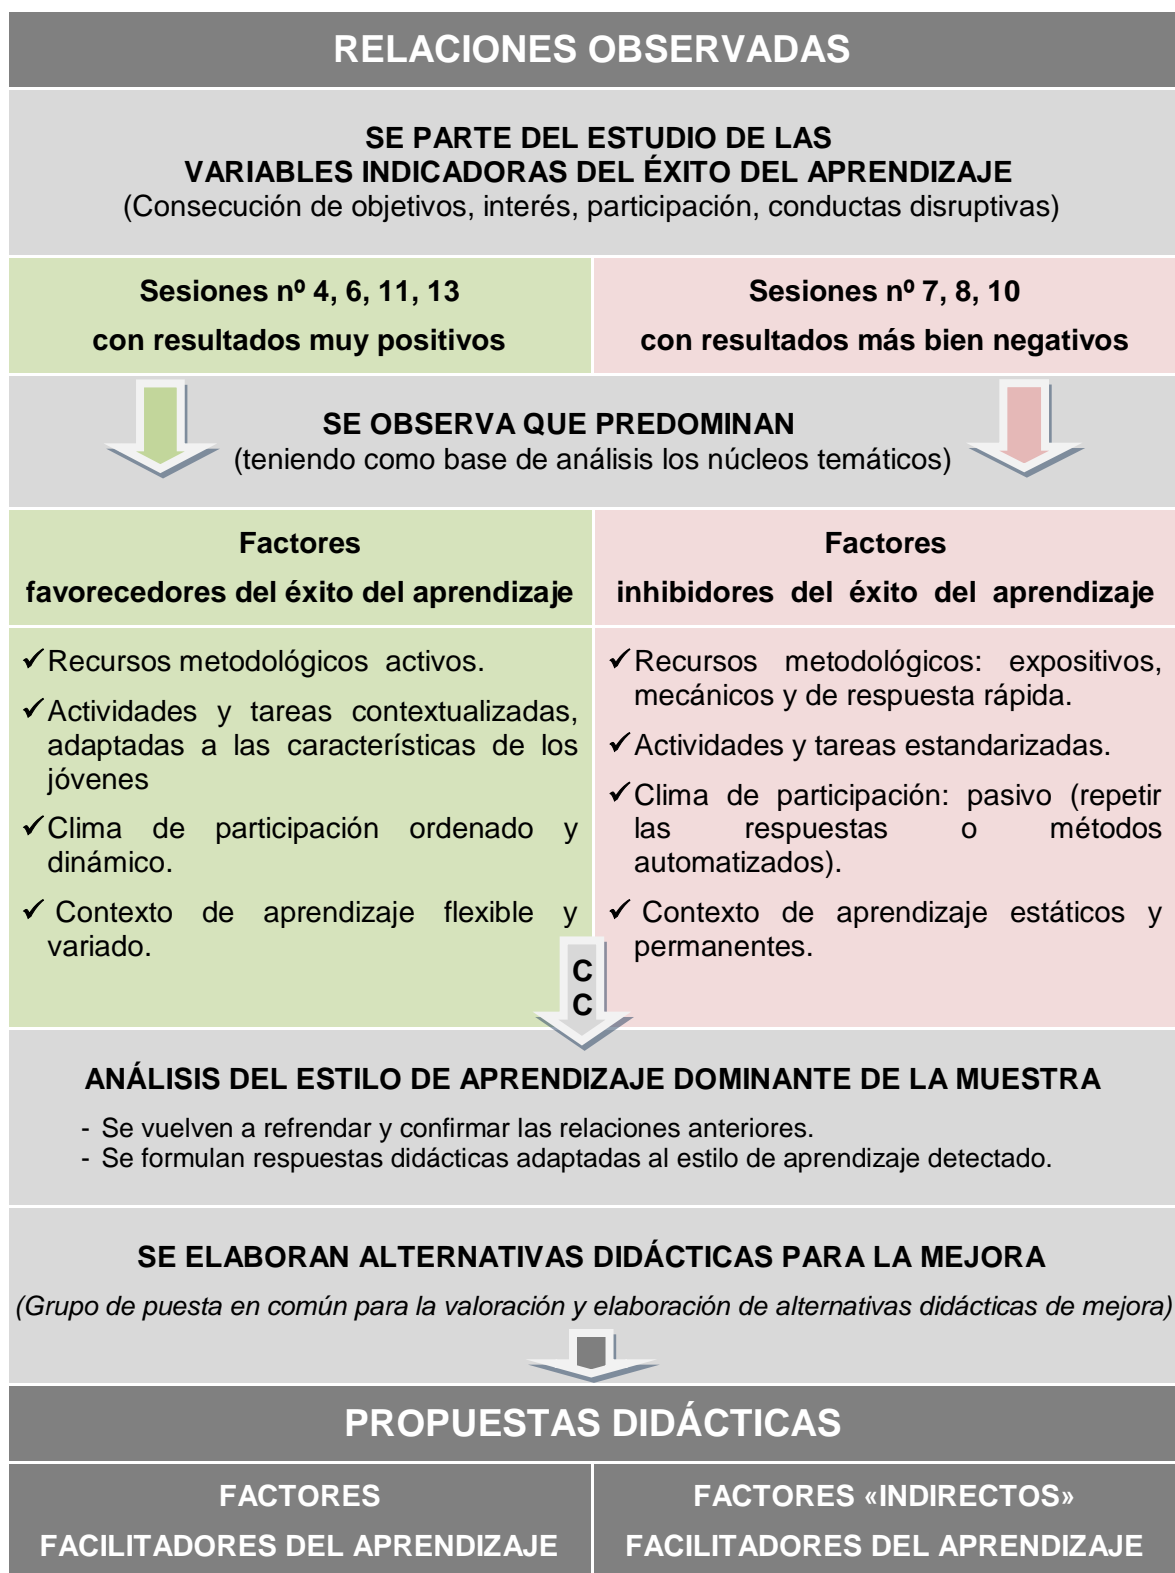 RELACIONES OBSERVADAS
SE PARTE DEL ESTUDIO DE LAS
VARIABLES INDICADORAS DEL ÉXITO DEL APRENDIZAJE
(Consecución de objetivos, interés, participación, conductas disruptivas)
Sesiones nº 4, 6, 11, 13
con resultados muy positivos
Sesiones nº 7, 8, 10
con resultados más bien negativos
SE OBSERVA QUE PREDOMINAN
(teniendo como base de análisis los núcleos temáticos)
Factores
favorecedores del éxito del aprendizaje
Factores
inhibidores del éxito del aprendizaje
✓Recursos metodológicos activos.
✓Actividades y tareas contextualizadas,
adaptadas a las características de los
jóvenes
✓Clima de participación ordenado y
dinámico.
✓ Contexto de aprendizaje flexible y
variado.
✓Recursos metodológicos: expositivos,
mecánicos y de respuesta rápida.
✓Actividades y tareas estandarizadas.
✓Clima de participación: pasivo (repetir
las respuestas o métodos
automatizados).
✓ Contexto de aprendizaje estáticos y
permanentes.
C
C
ANÁLISIS DEL ESTILO DE APRENDIZAJE DOMINANTE DE LA MUESTRA
- Se vuelven a refrendar y confirmar las relaciones anteriores.
- Se formulan respuestas didácticas adaptadas al estilo de aprendizaje detectado.
SE ELABORAN ALTERNATIVAS DIDÁCTICAS PARA LA MEJORA
(Grupo de puesta en común para la valoración y elaboración de alternativas didácticas de mejora)
PROPUESTAS DIDÁCTICAS
FACTORES
FACILITADORES DEL APRENDIZAJE
FACTORES «INDIRECTOS»
FACILITADORES DEL APRENDIZAJE